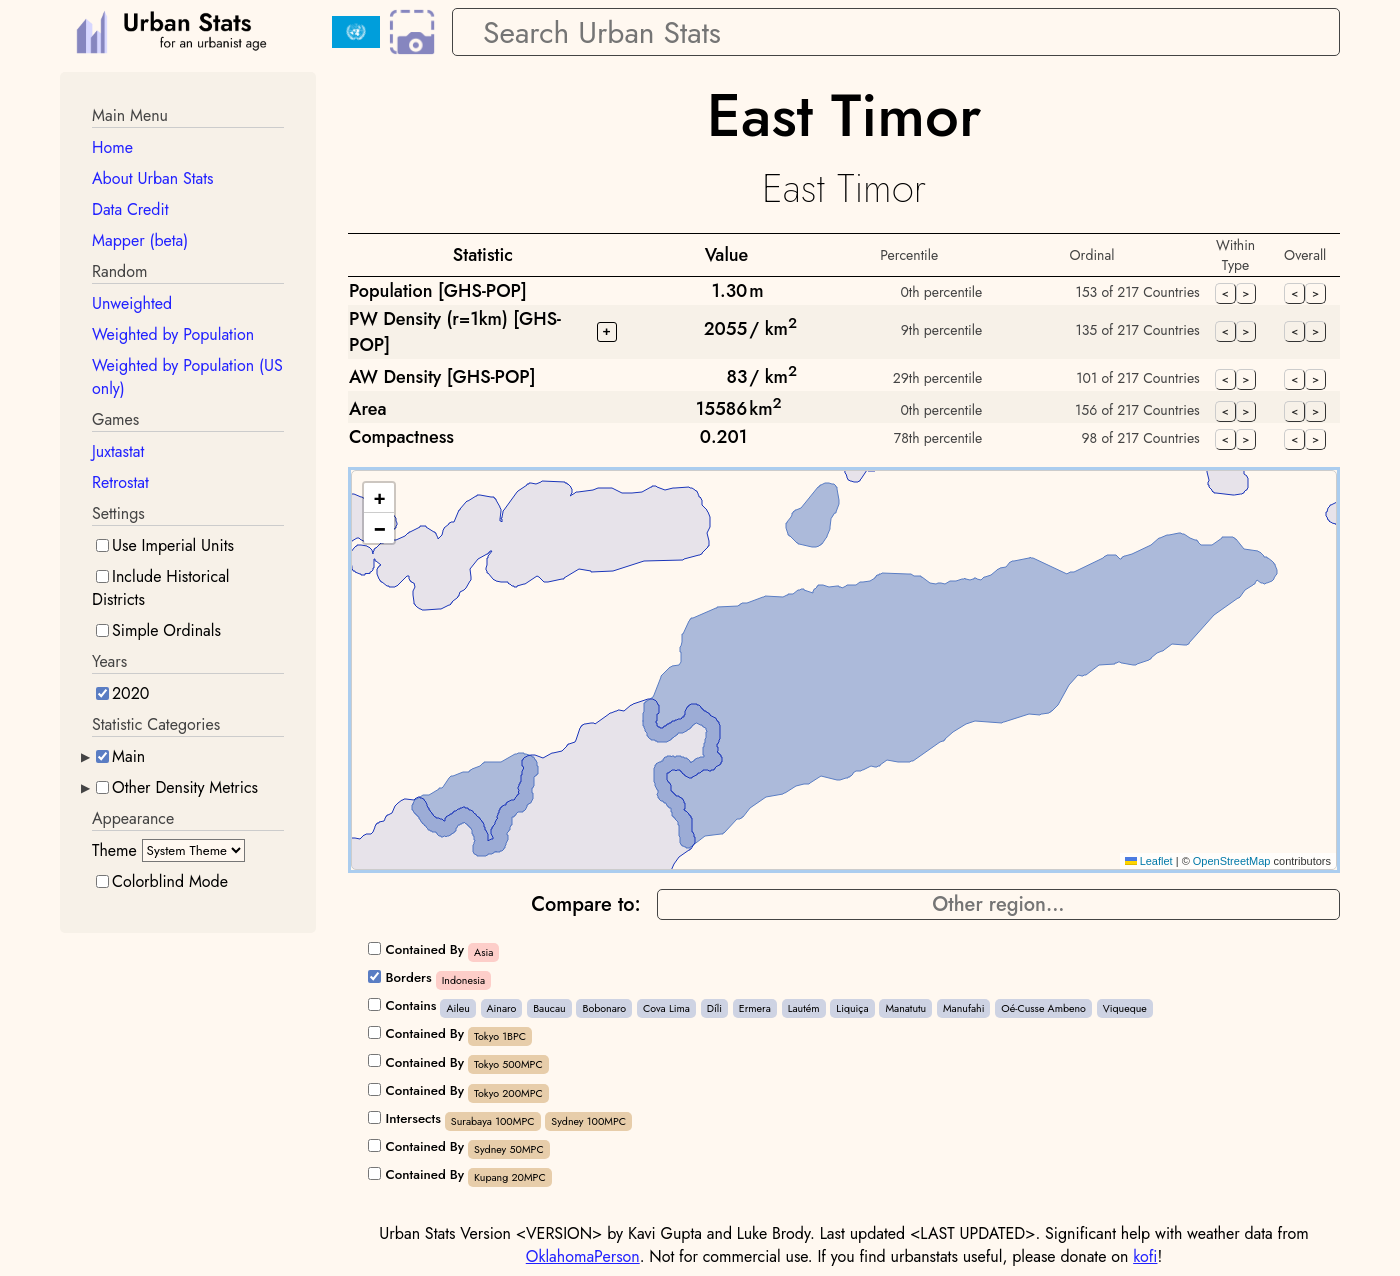 Urban Stats
for an urbanist age
Search Urban Stats
Main Menu
Home
About Urban Stats
Data Credit
Mapper (beta)
Random
Unweighted
Weighted by Population
Weighted by Population (US
only)
Games
Juxtastat
Retrostat
Settings
Use Imperial Units
Include Historical
Districts
Simple Ordinals
Years
2020
Statistic Categories
Main
Other Density Metrics
Appearance
Theme System Theme
Colorblind Mode
East Timor
East Timor
Statistic Value Percentile Ordinal Within Type Overall
Population [GHS-POP] 1.30 m 0th percentile 153 of 217 Countries < > < >
PW Density (r=1km) [GHS-
POP] + 2055 / km² 9th percentile 135 of 217 Countries < > < >
AW Density [GHS-POP] 83 / km² 29th percentile 101 of 217 Countries < > < >
Area 15586 km² 0th percentile 156 of 217 Countries < > < >
Compactness 0.201 78th percentile 98 of 217 Countries < > < >
+
−
Leaflet | © OpenStreetMap contributors
Compare to: Other region...
Contained By Asia
Borders Indonesia
Contains Aileu Ainaro Baucau Bobonaro Cova Lima Díli Ermera Lautém Liquiça Manatutu Manufahi Oé-Cusse Ambeno Viqueque
Contained By Tokyo 1BPC
Contained By Tokyo 500MPC
Contained By Tokyo 200MPC
Intersects Surabaya 100MPC Sydney 100MPC
Contained By Sydney 50MPC
Contained By Kupang 20MPC
Urban Stats Version <VERSION> by Kavi Gupta and Luke Brody. Last updated <LAST UPDATED>. Significant help with weather data from
OklahomaPerson. Not for commercial use. If you find urbanstats useful, please donate on kofi!